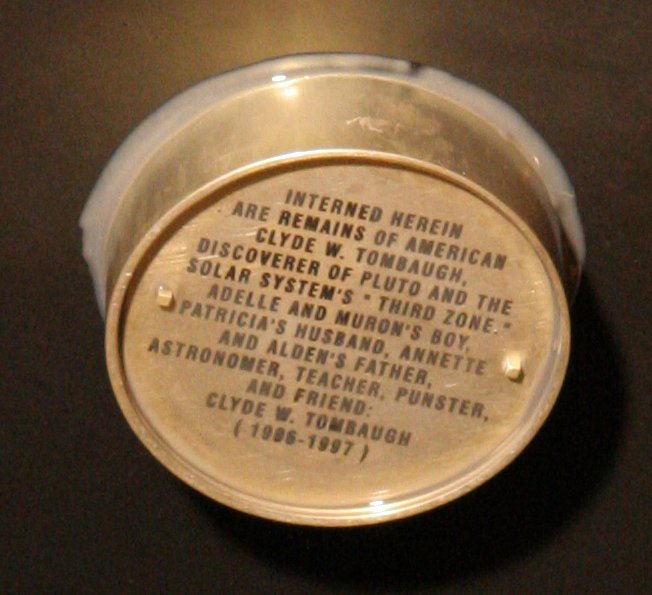 INTERNED HEREIN
ARE REMAINS OF AMERICAN
CLYDE W. TOMBAUGH,
DISCOVERER OF PLUTO AND THE
SOLAR SYSTEM'S "THIRD ZONE."
ADELLE AND MURON'S BOY,
PATRICIA'S HUSBAND, ANNETTE
AND ALDEN'S FATHER,
ASTRONOMER, TEACHER, PUNSTER,
AND FRIEND:
CLYDE W. TOMBAUGH
(1906-1997)